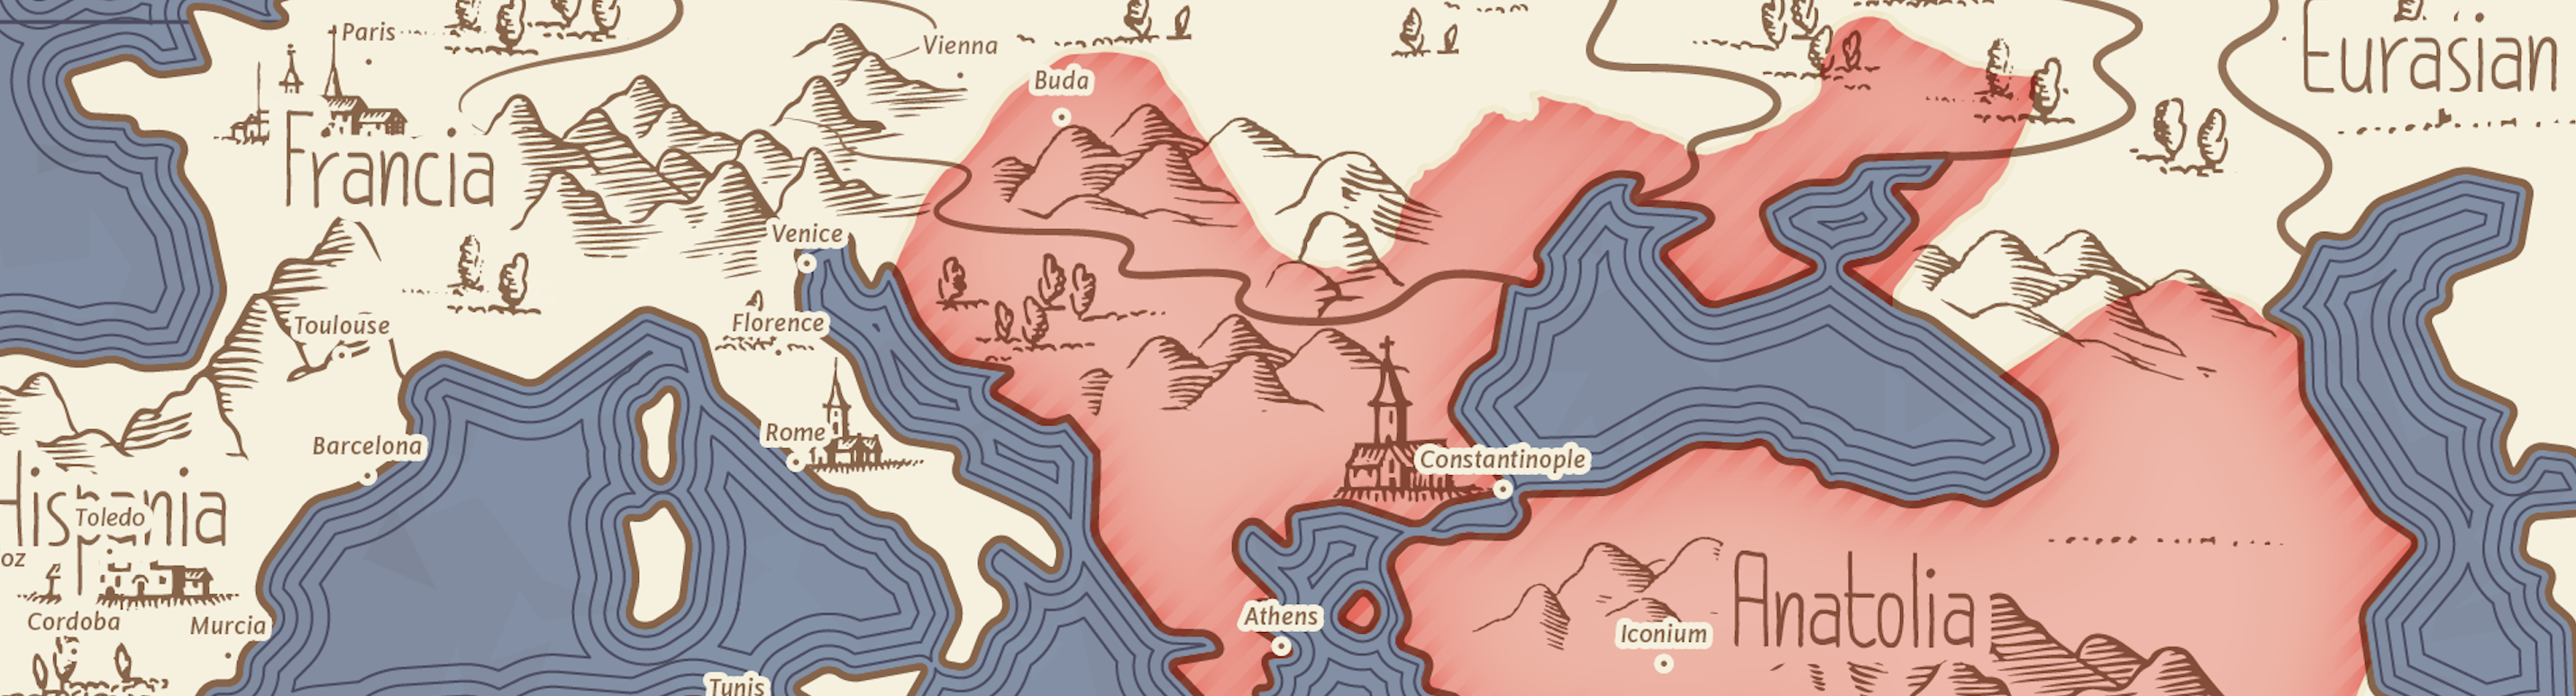 Paris
Vienna
Eurasian
Buda
Francia
Venice
Toulouse
Florence
Barcelona
Rome
Constantinople
Hispania
Toledo
oz
Athens
Cordoba
Murcia
Iconium
Anatolia
Tunis